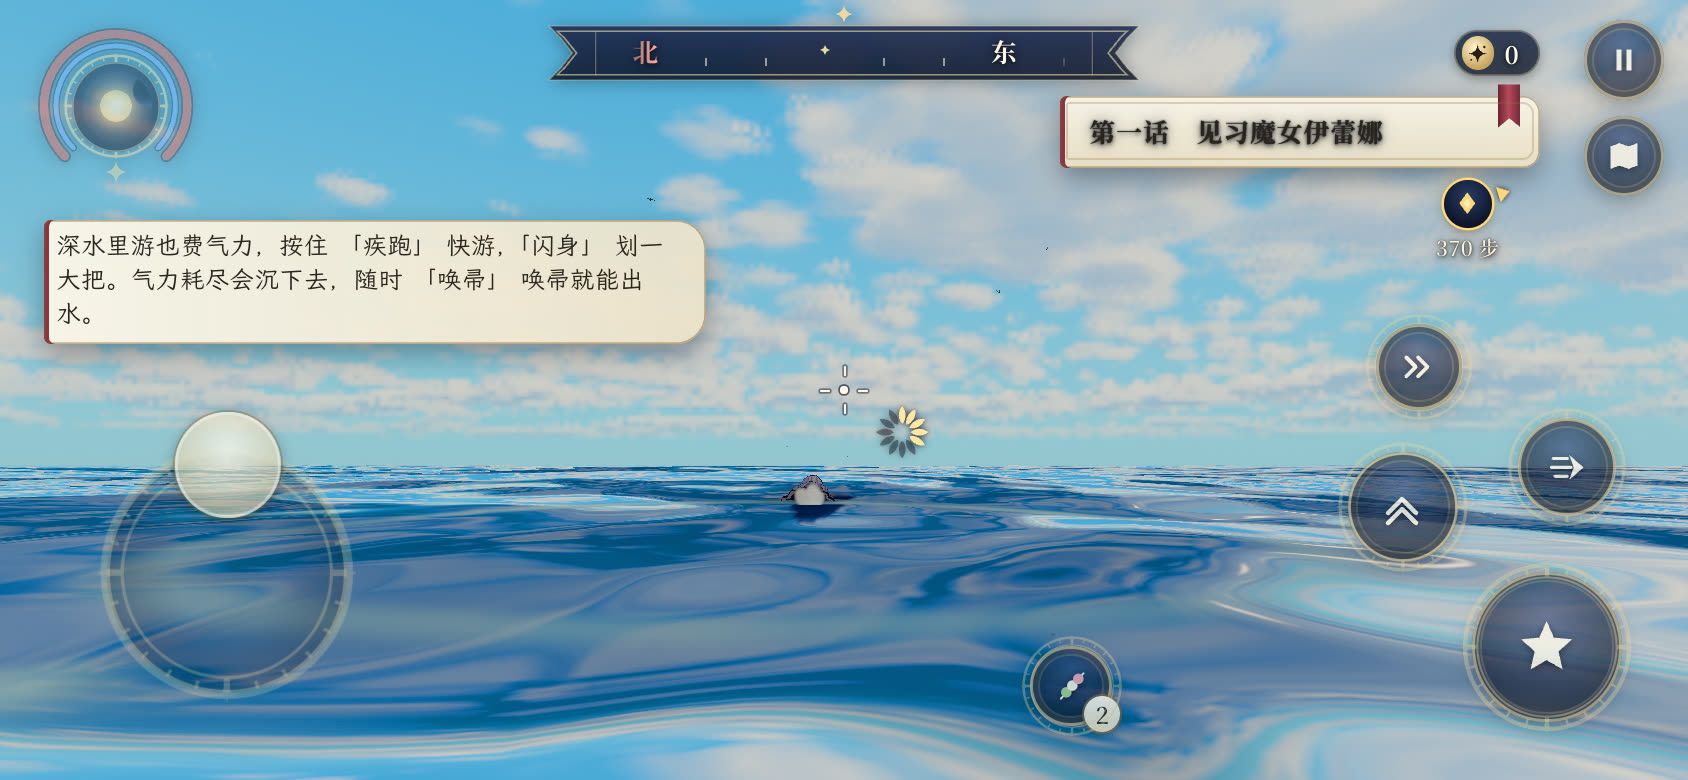 北
东
0
第一话 见习魔女伊蕾娜
370 步
深水里游也费气力，按住 「疾跑」 快游，「闪身」 划一
大把。气力耗尽会沉下去，随时 「唤帚」 唤帚就能出
水。
2